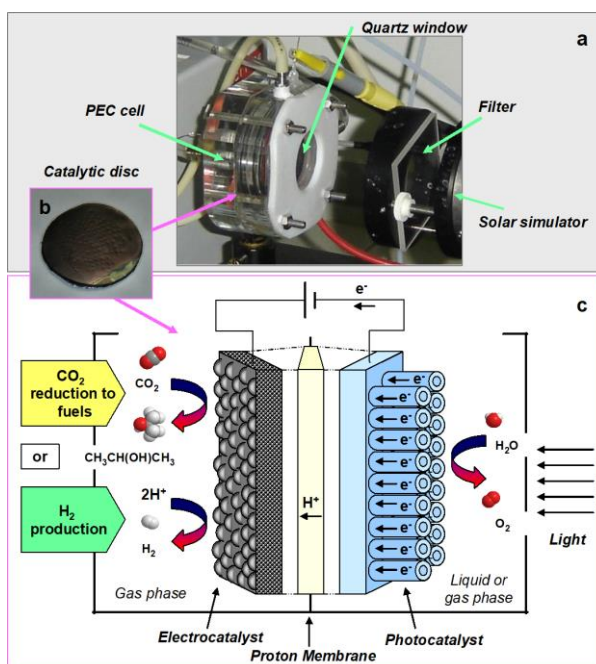 a
Quartz window
PEC cell
Filter
Catalytic disc
Solar simulator
b
c
e-
CO2
reduction to
fuels
CO2
or
CH3CH(OH)CH3
H2
production
2H+
H2
H+
e-
e-
e-
e-
e-
e-
e-
e-
e-
e-
H2O
O2
Light
Gas phase
Liquid or
gas phase
Electrocatalyst
Photocatalyst
Proton Membrane